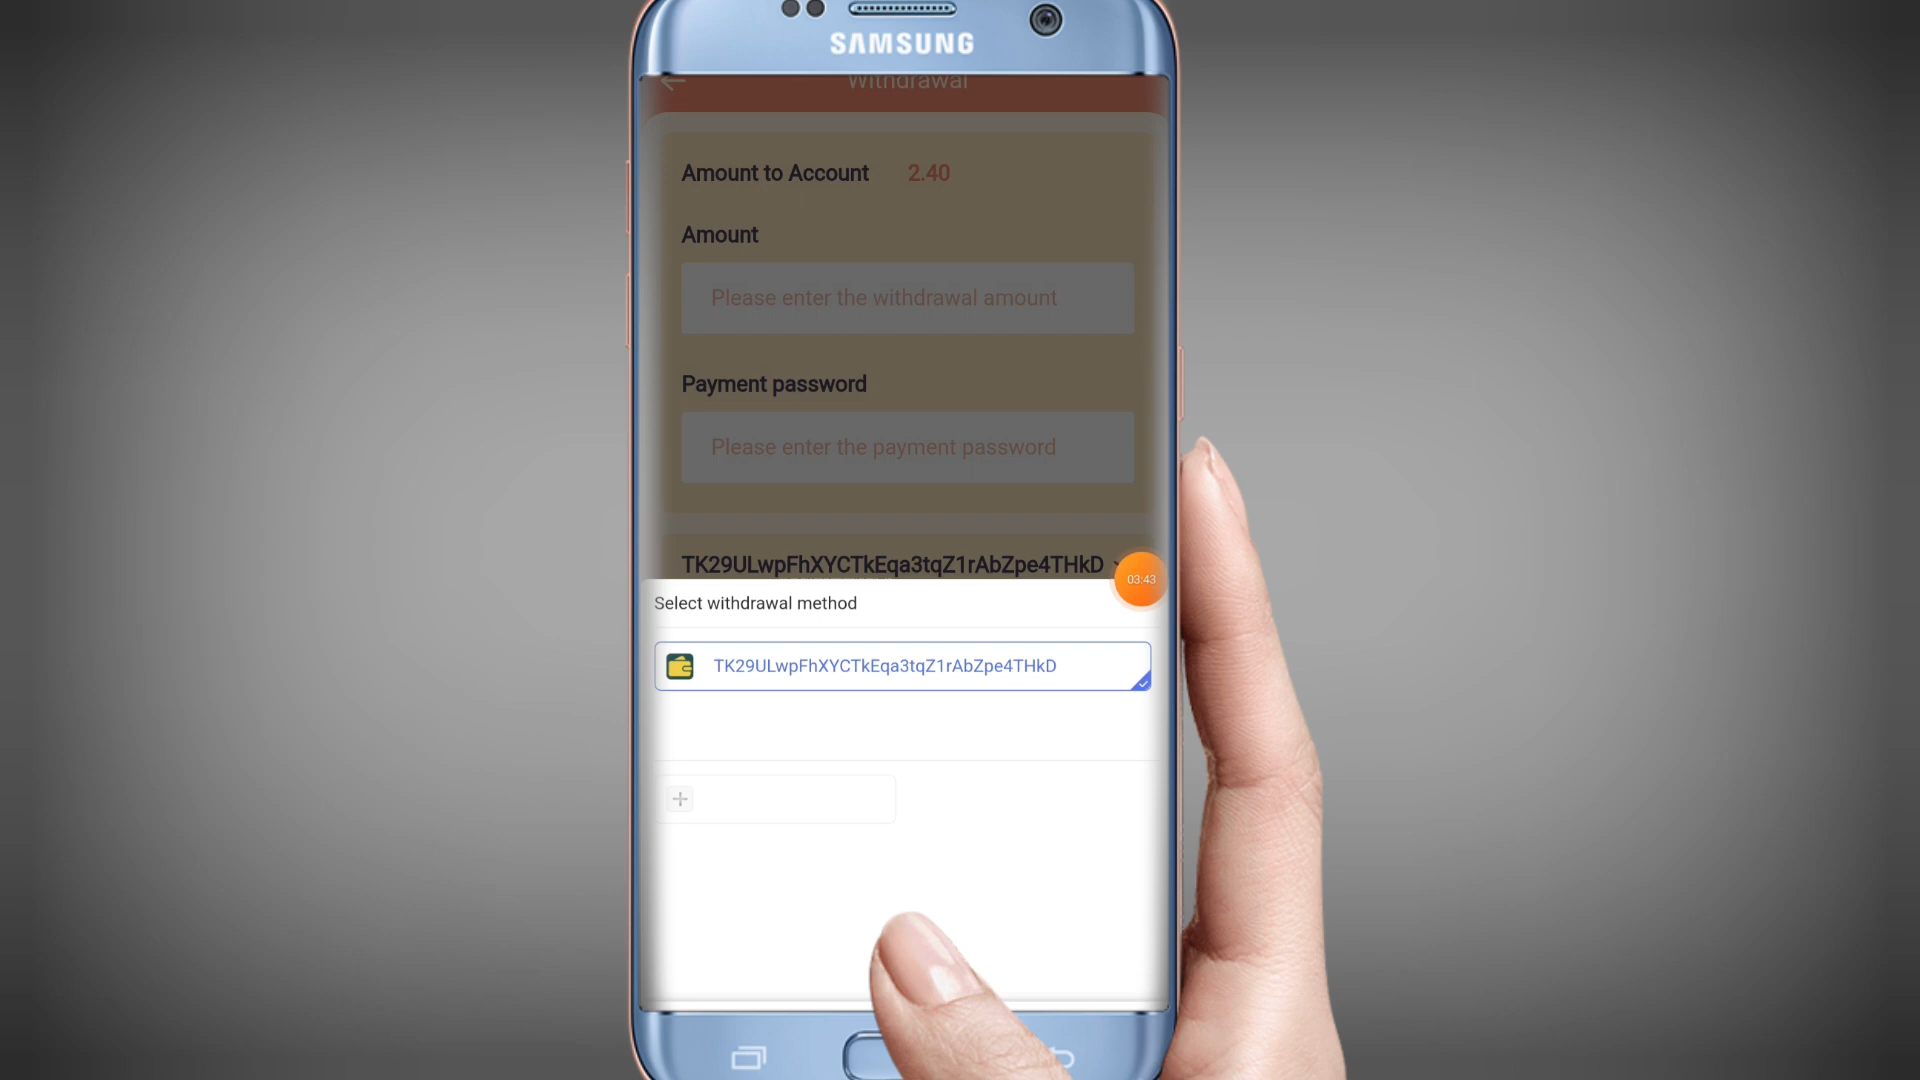 SAMSUNG
Withdrawal
Amount to Account 2.40
Amount
Please enter the withdrawal amount
Payment password
Please enter the payment password
TK29ULwpFhXYCTkEqa3tqZ1rAbZpe4THkD
03:43
Select withdrawal method
TK29ULwpFhXYCTkEqa3tqZ1rAbZpe4THkD